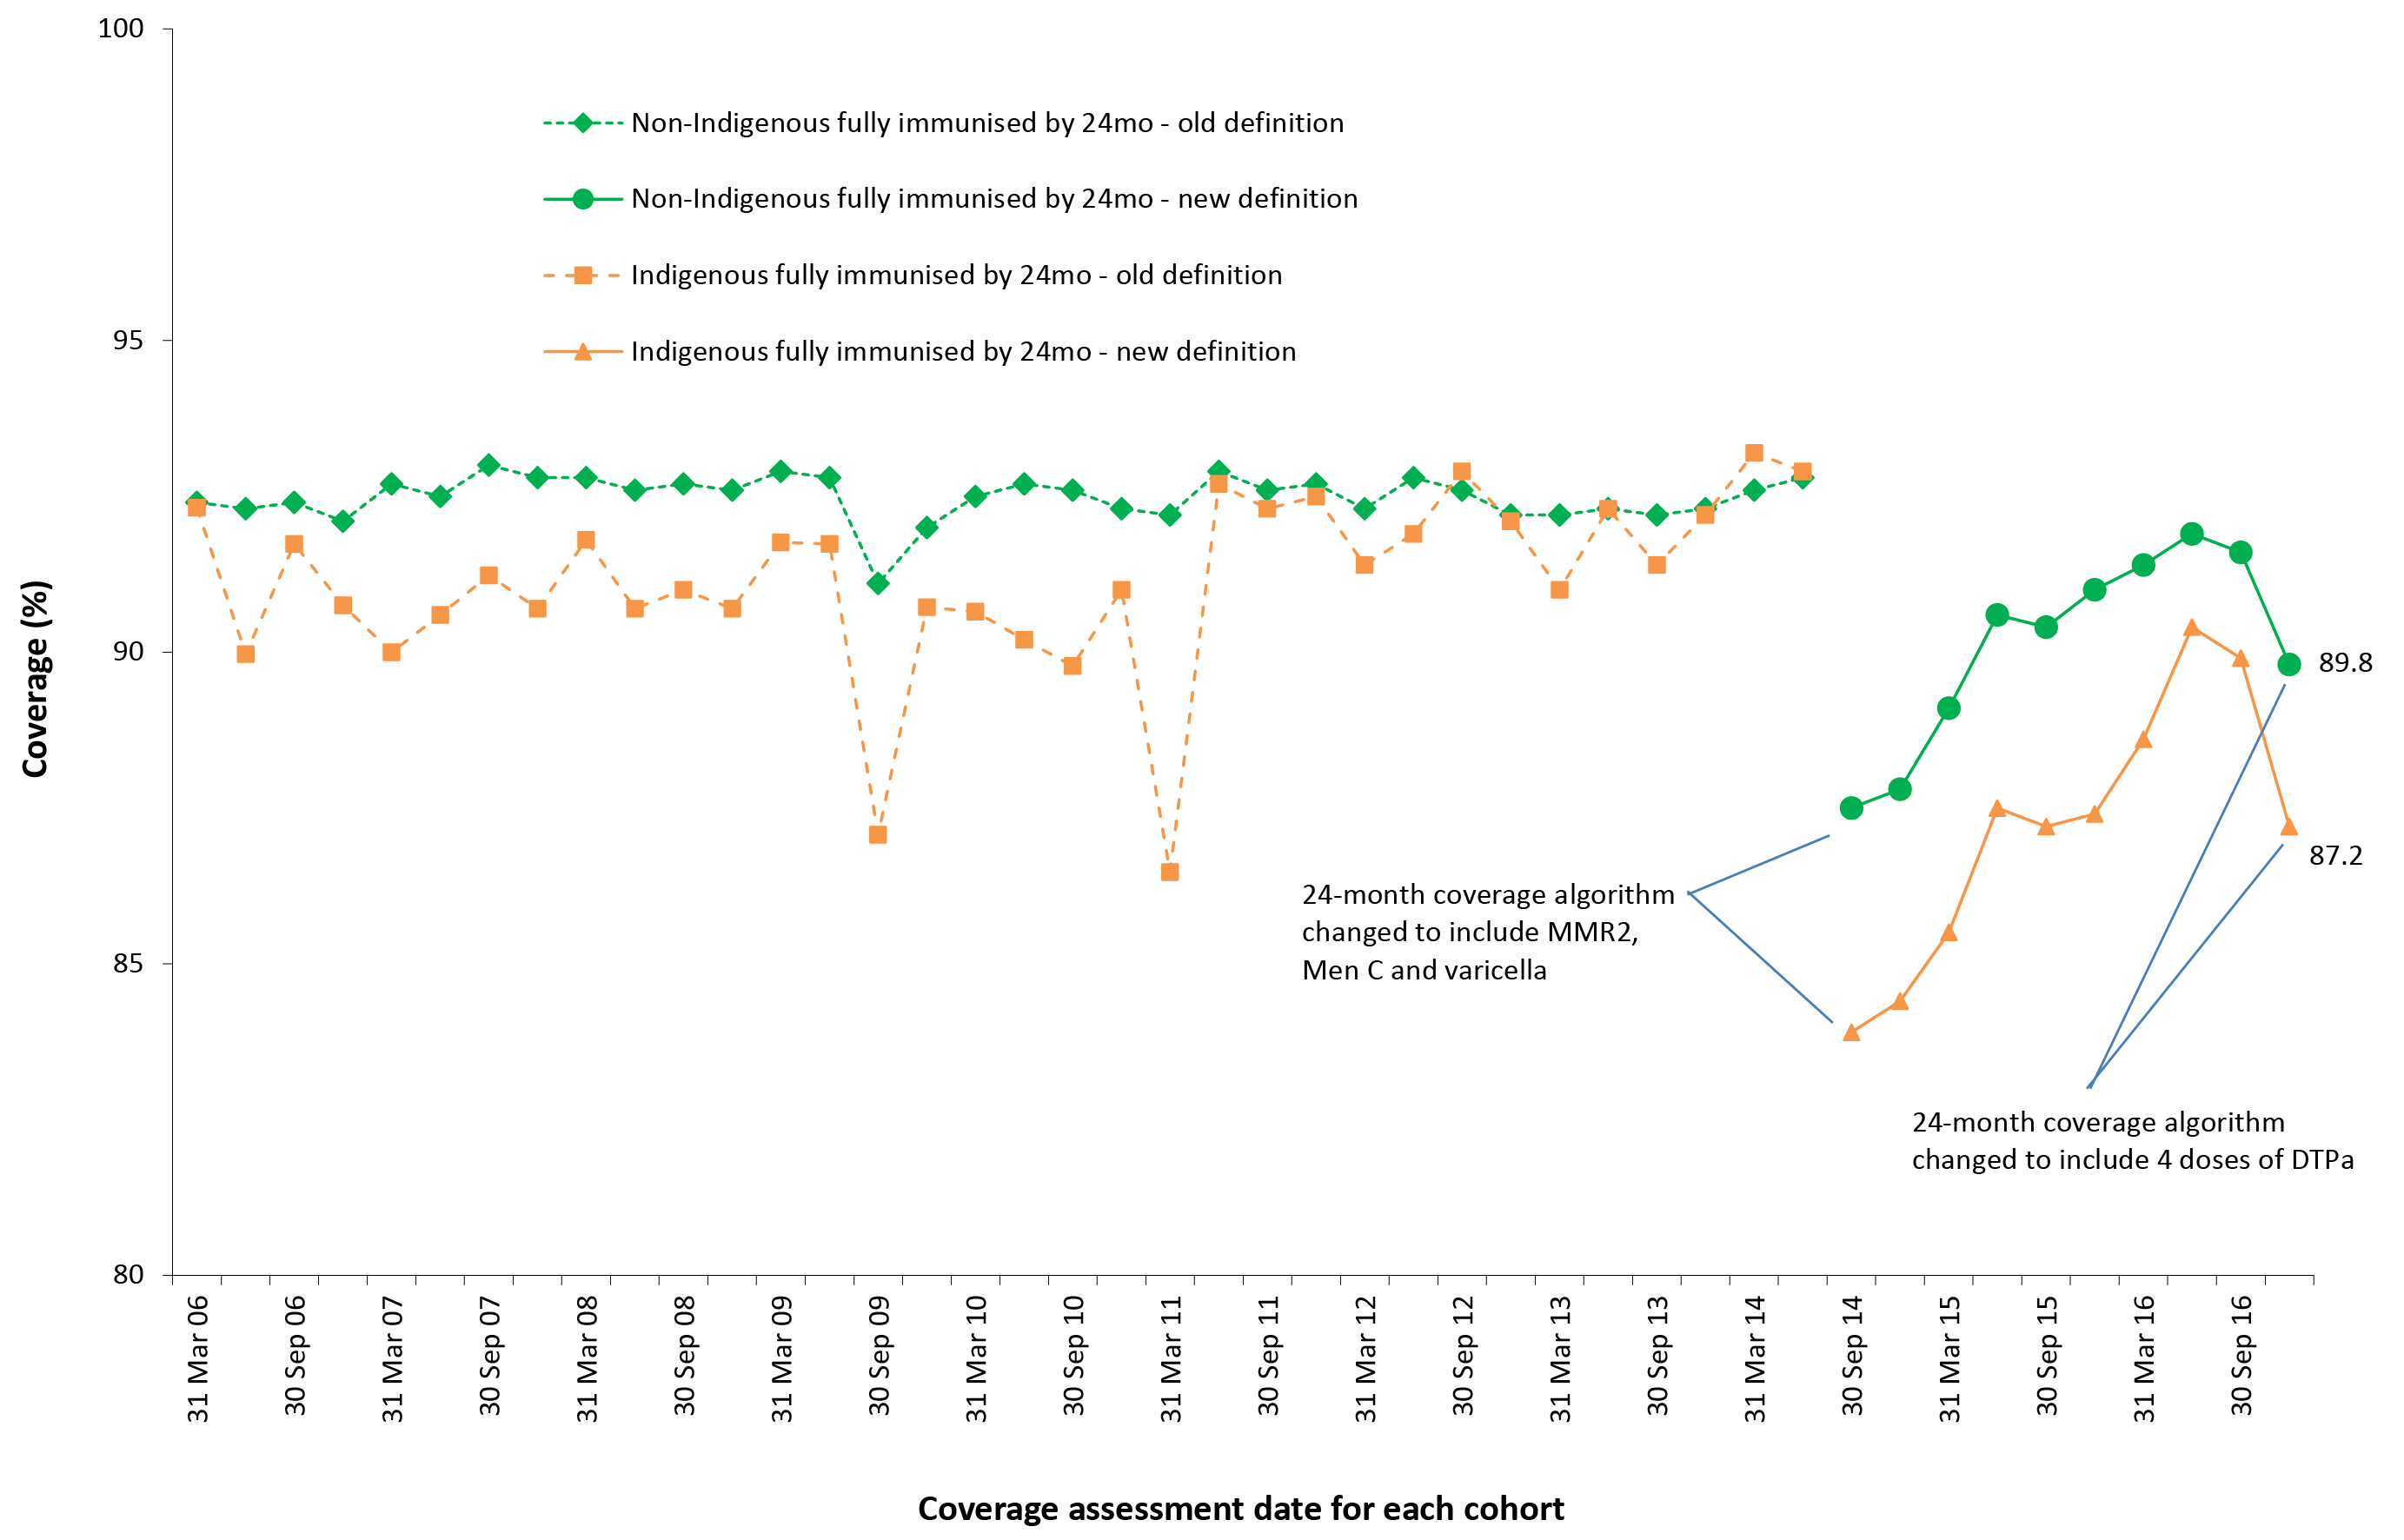 100
95
90
85
80
Coverage (%)
Non-Indigenous fully immunised by 24mo - old definition
Non-Indigenous fully immunised by 24mo - new definition
Indigenous fully immunised by 24mo - old definition
Indigenous fully immunised by 24mo - new definition
89.8
87.2
24-month coverage algorithm
changed to include MMR2,
Men C and varicella
24-month coverage algorithm
changed to include 4 doses of DTPa
31 Mar 06
30 Sep 06
31 Mar 07
30 Sep 07
31 Mar 08
30 Sep 08
31 Mar 09
30 Sep 09
31 Mar 10
30 Sep 10
31 Mar 11
30 Sep 11
31 Mar 12
30 Sep 12
31 Mar 13
30 Sep 13
31 Mar 14
30 Sep 14
31 Mar 15
30 Sep 15
31 Mar 16
30 Sep 16
Coverage assessment date for each cohort